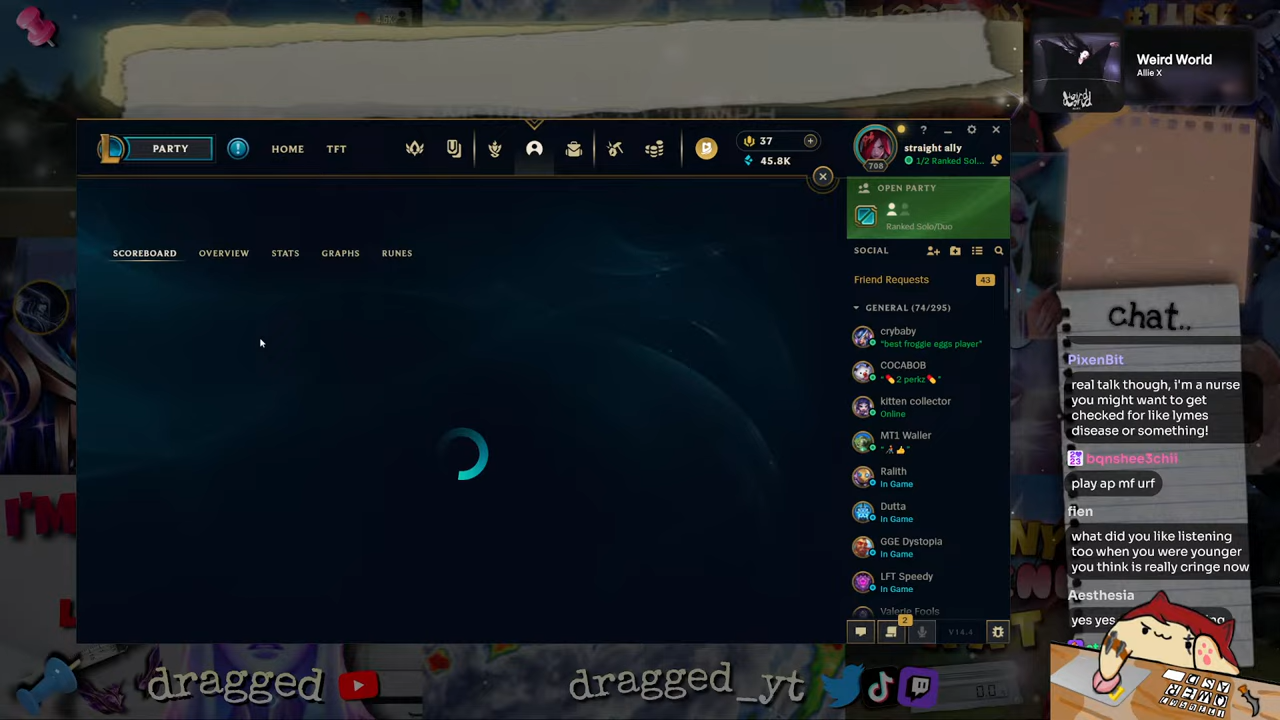 Weird World
Allie X
PARTY
HOME
TFT
37
45.8K
?
708
straight ally
1/2 Ranked Sol...
OPEN PARTY
Ranked Solo/Duo
SOCIAL
Friend Requests
43
GENERAL (74/295)
crybaby
"best froggie eggs player"
COCABOB
"💊2 perkz💊"
kitten collector
Online
MT1 Waller
Ralith
In Game
Dutta
In Game
GGE Dystopia
In Game
LFT Speedy
In Game
Valerie Fools
2
V14.4
SCOREBOARD
OVERVIEW
STATS
GRAPHS
RUNES
chat..
PixenBit
real talk though, i'm a nurse
you might want to get
checked for like lymes
disease or something!
bqnshee3chii
play ap mf urf
fien
what did you like listening
too when you were younger
you think is really cringe now
Aesthesia
yes yes
I'M
dragged
dragged_yt